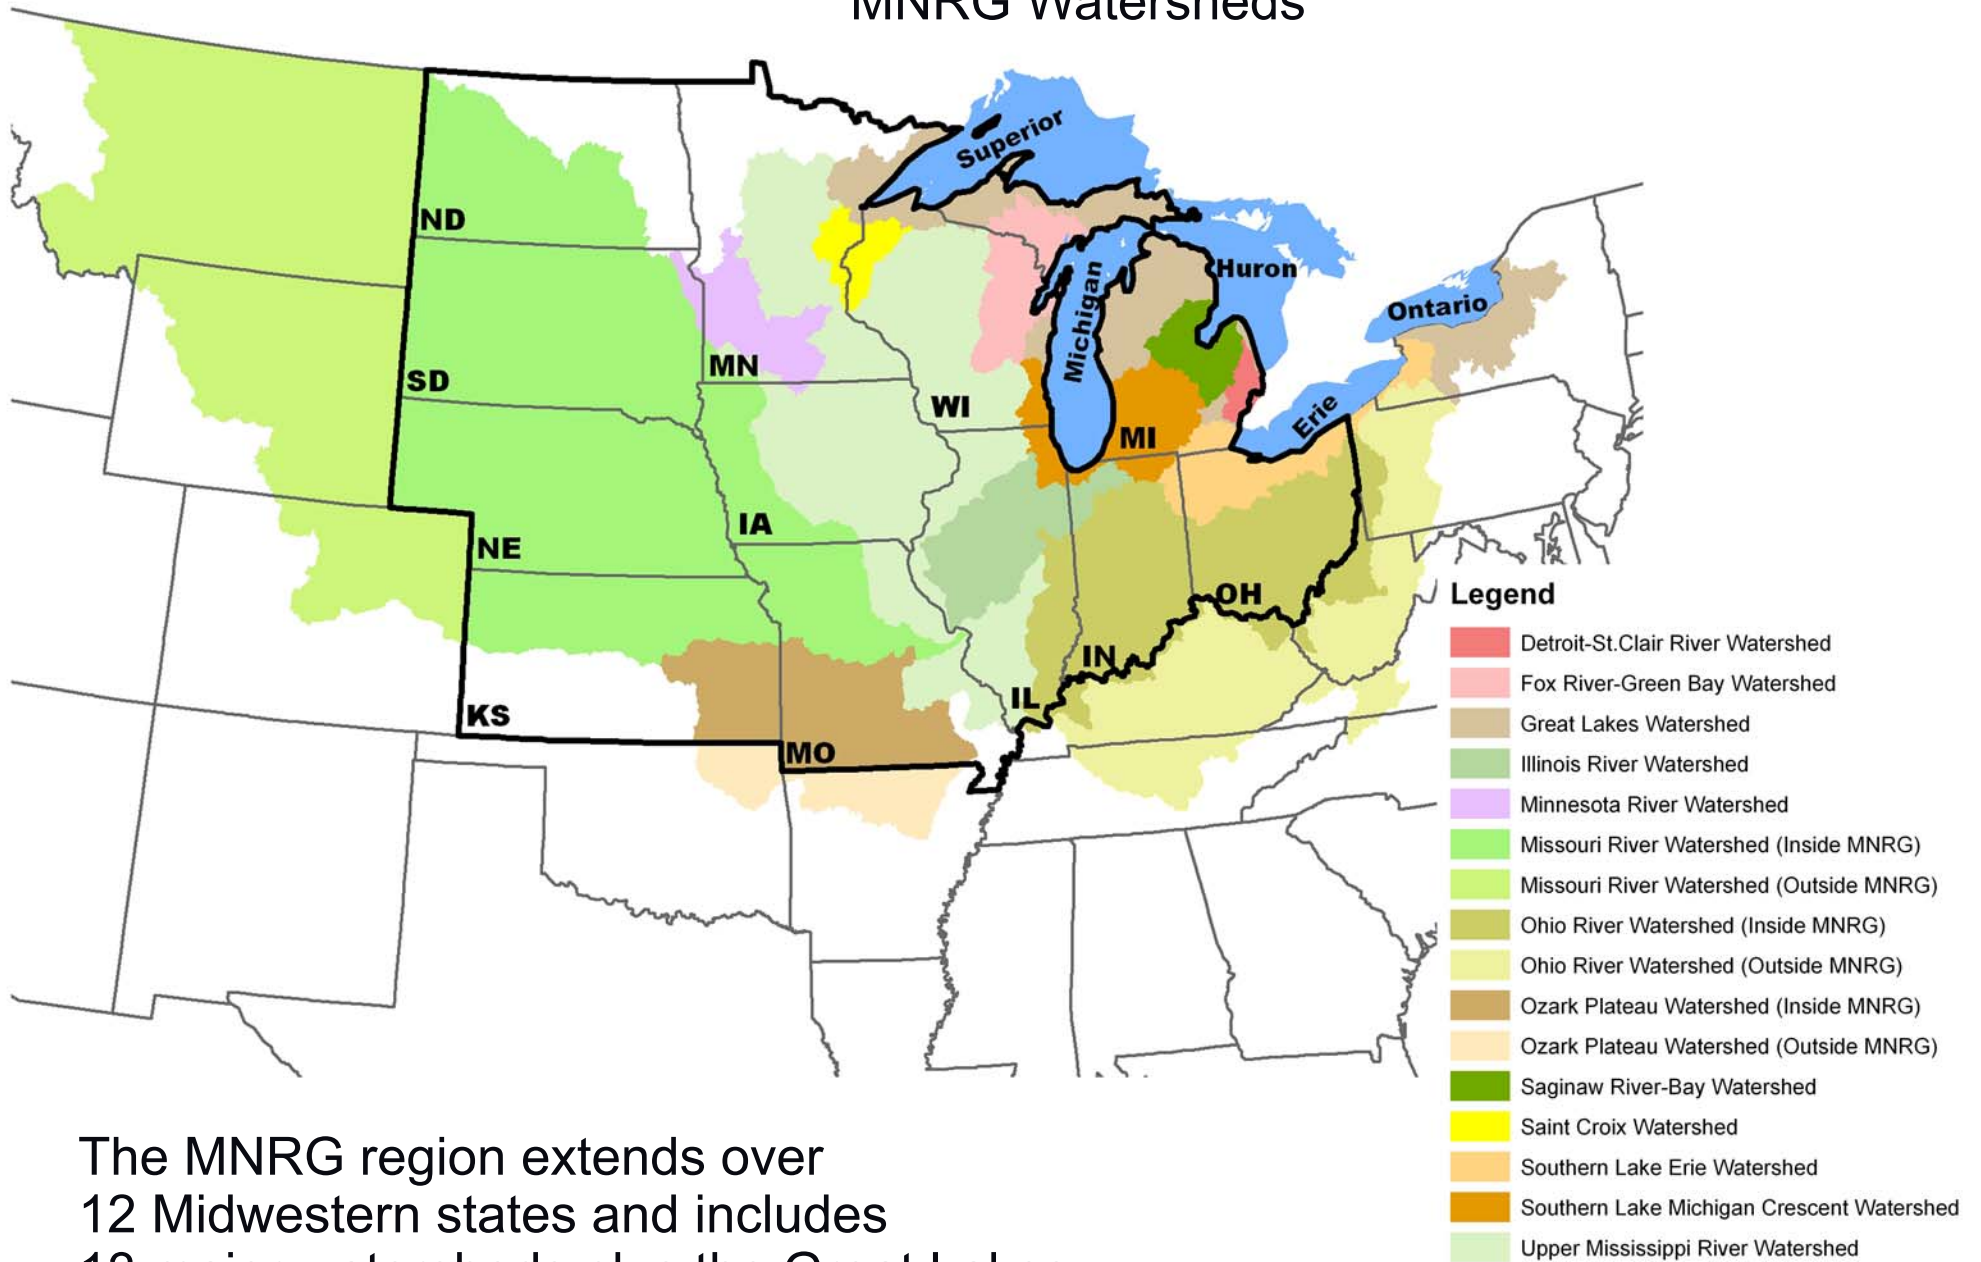 MNRG Watersheds
Superior
ND
Huron
Michigan
Ontario
MN
SD
WI
Erie
MI
IA
NE
OH
IN
IL
KS
MO
Legend
Detroit-St.Clair River Watershed
Fox River-Green Bay Watershed
Great Lakes Watershed
Illinois River Watershed
Minnesota River Watershed
Missouri River Watershed (Inside MNRG)
Missouri River Watershed (Outside MNRG)
Ohio River Watershed (Inside MNRG)
Ohio River Watershed (Outside MNRG)
Ozark Plateau Watershed (Inside MNRG)
Ozark Plateau Watershed (Outside MNRG)
Saginaw River-Bay Watershed
Saint Croix Watershed
Southern Lake Erie Watershed
Southern Lake Michigan Crescent Watershed
Upper Mississippi River Watershed
The MNRG region extends over
12 Midwestern states and includes